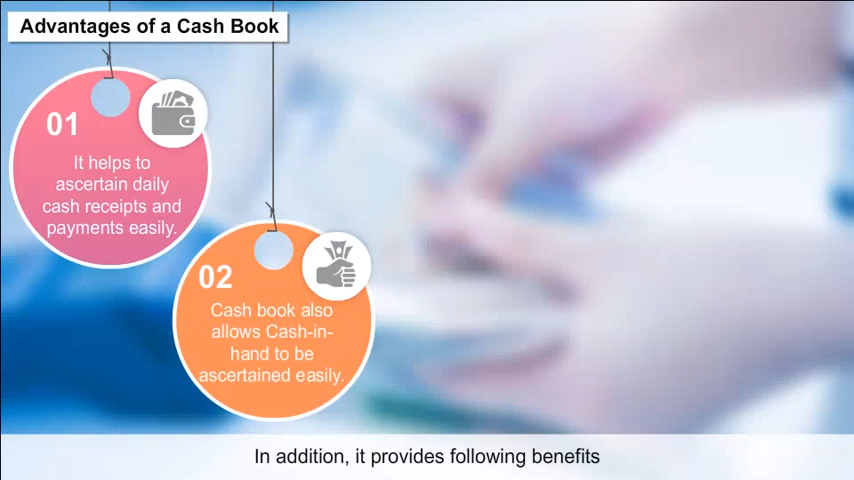 Advantages of a Cash Book
01
It helps to
ascertain daily
cash receipts and
payments easily.
02
Cash book also
allows Cash-in-
hand to be
ascertained easily.
In addition, it provides following benefits